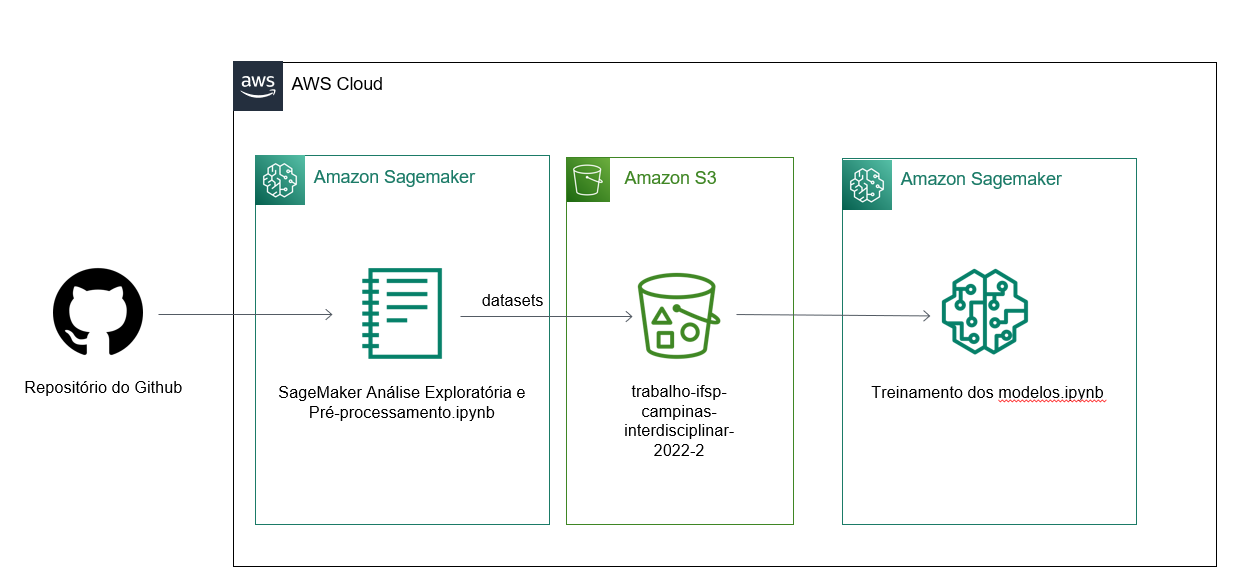 aws
AWS Cloud
Amazon Sagemaker
Amazon S3
Amazon Sagemaker
datasets
Repositório do Github
SageMaker Análise Exploratória e
Pré-processamento.ipynb
trabalho-ifsp-
campinas-
interdisciplinar-
2022-2
Treinamento dos modelos.ipynb